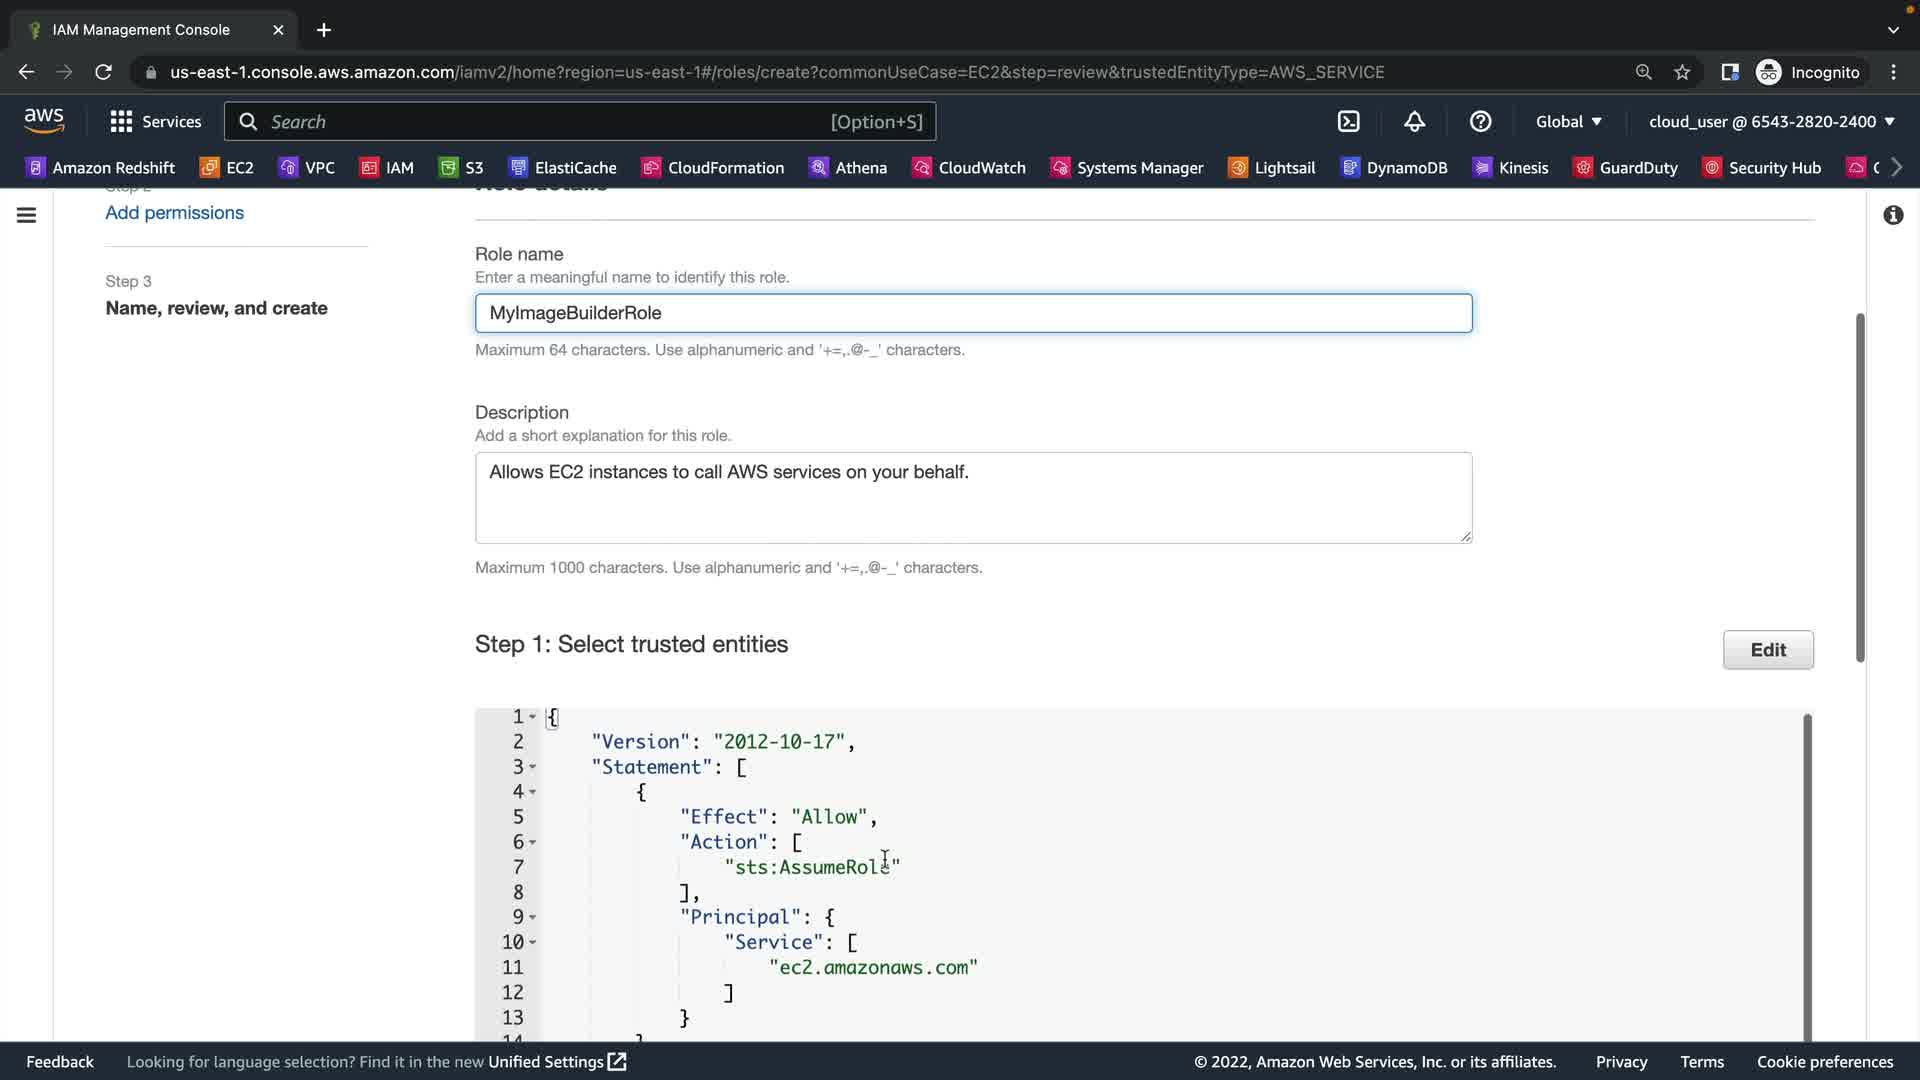 IAM Management Console
us-east-1.console.aws.amazon.com/iamv2/home?region=us-east-1#/roles/create?commonUseCase=EC2&step=review&trustedEntityType=AWS_SERVICE
Incognito
aws
Services
Search
[Option+S]
Global
cloud_user @ 6543-2820-2400
Amazon Redshift
EC2
VPC
IAM
S3
ElastiCache
CloudFormation
Athena
CloudWatch
Systems Manager
Lightsail
DynamoDB
Kinesis
GuardDuty
Security Hub
Step 2
Add permissions
Step 3
Name, review, and create
Role details
Role name
Enter a meaningful name to identify this role.
MyImageBuilderRole
Maximum 64 characters. Use alphanumeric and '+=,.@-_' characters.
Description
Add a short explanation for this role.
Allows EC2 instances to call AWS services on your behalf.
Maximum 1000 characters. Use alphanumeric and '+=,.@-_' characters.
Step 1: Select trusted entities
Edit
1 {
2 "Version": "2012-10-17",
3 "Statement": [
4 {
5 "Effect": "Allow",
6 "Action": [
7 "sts:AssumeRole"
8 ],
9 "Principal": {
10 "Service": [
11 "ec2.amazonaws.com"
12 ]
13 }
14 }
Feedback
Looking for language selection? Find it in the new Unified Settings
© 2022, Amazon Web Services, Inc. or its affiliates.
Privacy
Terms
Cookie preferences